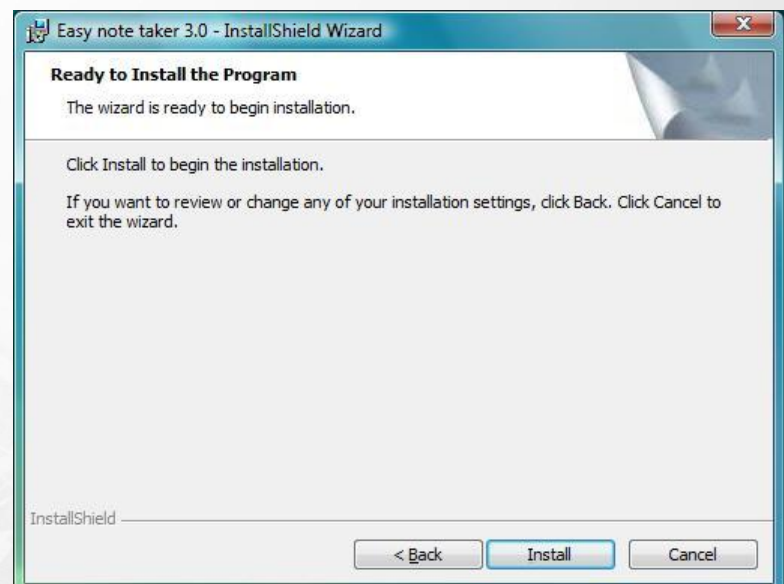 Easy note taker 3.0 - InstallShield Wizard
Ready to Install the Program
The wizard is ready to begin installation.
Click Install to begin the installation.
If you want to review or change any of your installation settings, click Back. Click Cancel to
exit the wizard.
InstallShield
< Back
Install
Cancel